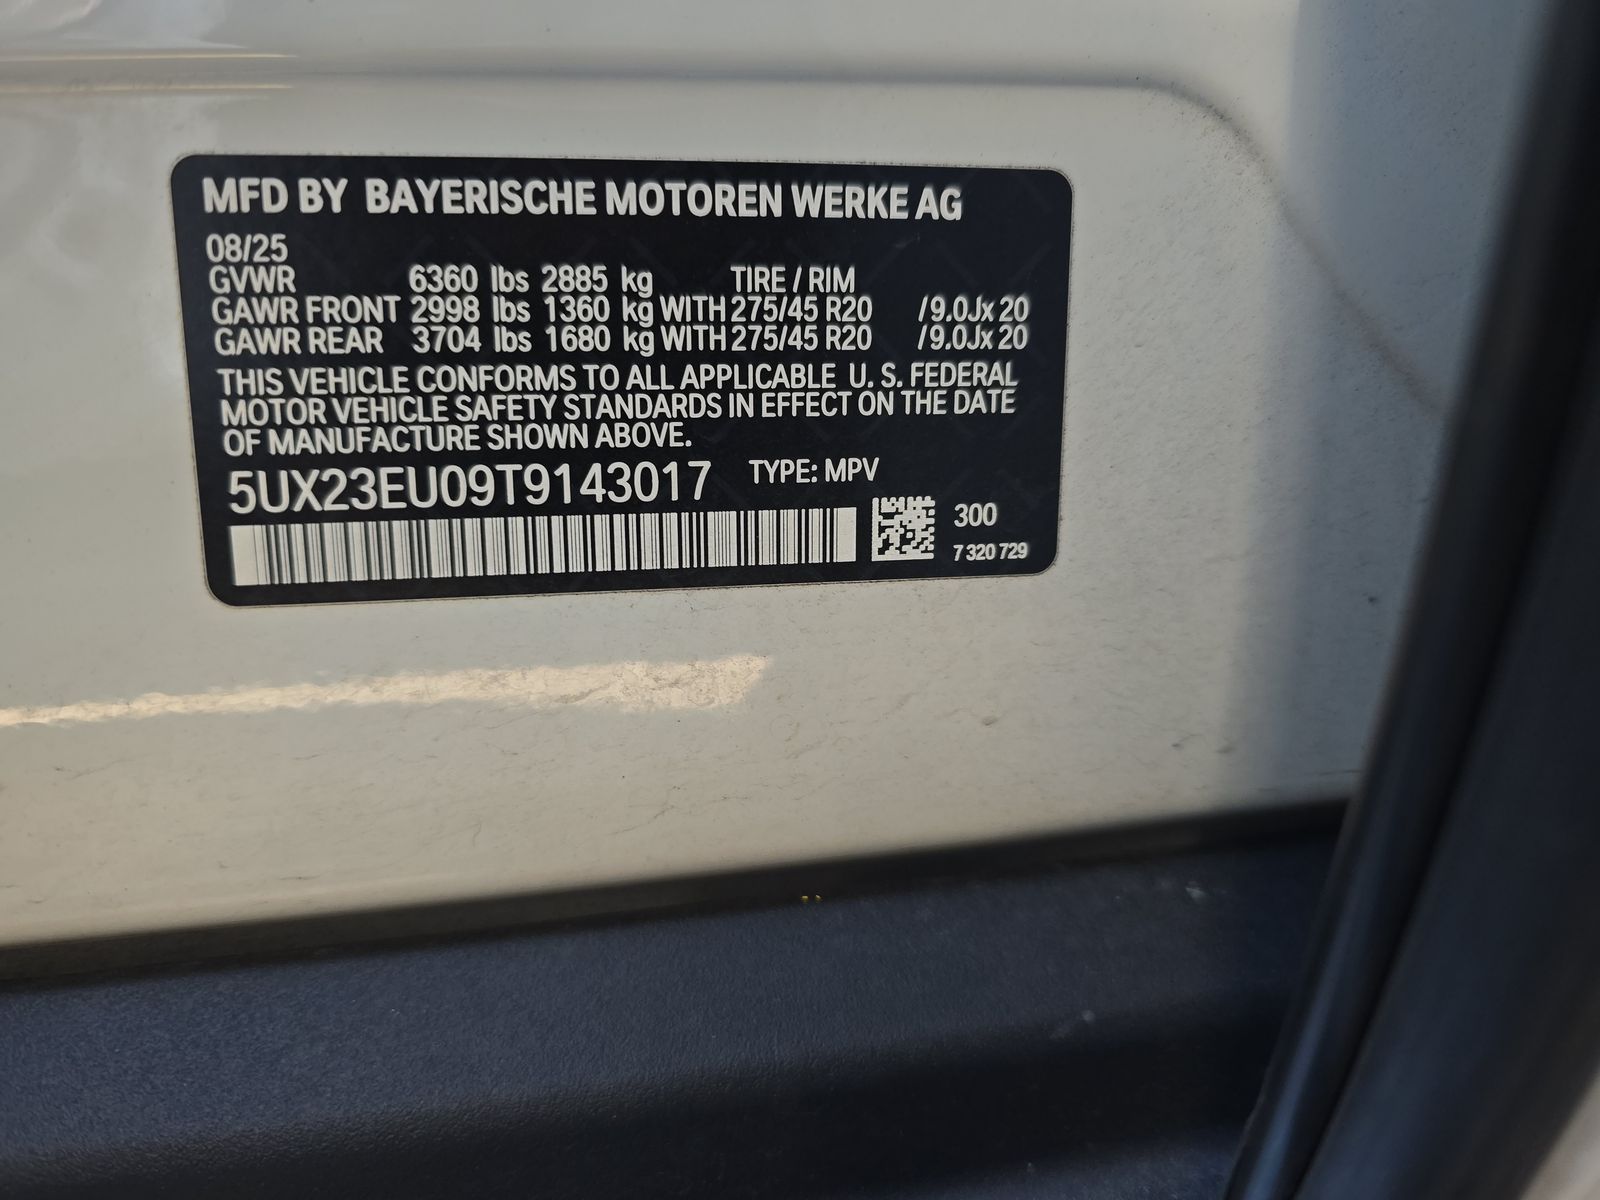 MFD BY BAYERISCHE MOTOREN WERKE AG
08/25
GVWR 6360 lbs 2885 kg TIRE / RIM
GAWR FRONT 2998 lbs 1360 kg WITH 275/45 R20 /9.0Jx 20
GAWR REAR 3704 lbs 1680 kg WITH 275/45 R20 /9.0Jx 20
THIS VEHICLE CONFORMS TO ALL APPLICABLE U. S. FEDERAL
MOTOR VEHICLE SAFETY STANDARDS IN EFFECT ON THE DATE
OF MANUFACTURE SHOWN ABOVE.
5UX23EU09T9143017 TYPE: MPV
300
7 320 729